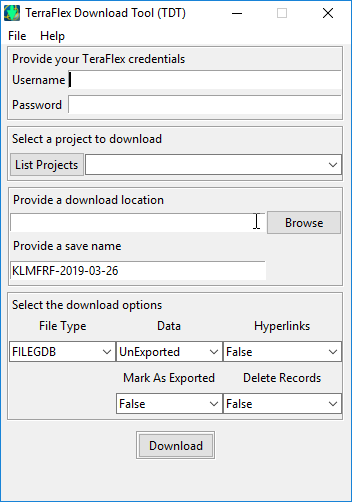 TerraFlex Download Tool (TDT)
File Help
Provide your TeraFlex credentials
Username
Password
Select a project to download
List Projects
Provide a download location
Browse
Provide a save name
KLMFRF-2019-03-26
Select the download options
File Type Data Hyperlinks
FILEGDB UnExported False
Mark As Exported Delete Records
False False
Download